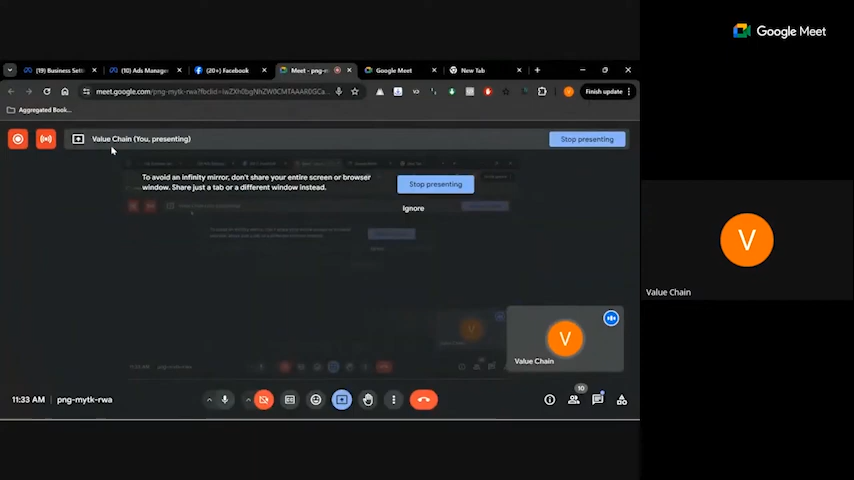 Google Meet
(19) Business Sett
(10) Ads Manage
(20+) Facebook
Meet - png-m
Google Meet
New Tab
meet.google.com/png-mytk-rwa?fbclid=IwZXh0bgNhZW0CMTAAAR0GCa...
Finish update
Aggregated Book...
Value Chain (You, presenting)
Stop presenting
To avoid an infinity mirror, don't share your entire screen or browser
window. Share just a tab or a different window instead.
Stop presenting
Ignore
V
Value Chain
V
Value Chain
11:33 AM
png-mytk-rwa
10